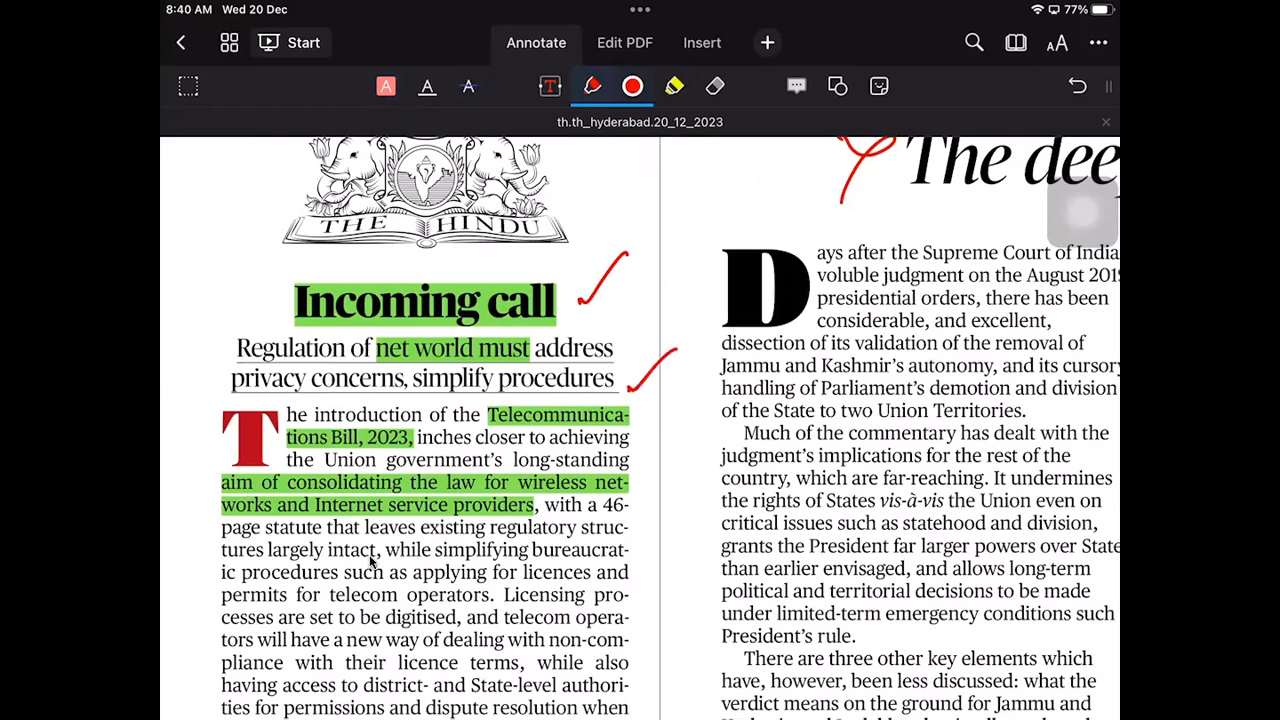 8:40 AM Wed 20 Dec
77%
Start
Annotate
Edit PDF
Insert
th.th_hyderabad.20_12_2023
THE HINDU
Incoming call
Regulation of net world must address
privacy concerns, simplify procedures
The introduction of the Telecommunica-
tions Bill, 2023, inches closer to achieving
the Union government's long-standing
aim of consolidating the law for wireless net-
works and Internet service providers, with a 46-
page statute that leaves existing regulatory struc-
tures largely intact, while simplifying bureaucrat-
ic procedures such as applying for licences and
permits for telecom operators. Licensing pro-
cesses are set to be digitised, and telecom opera-
tors will have a new way of dealing with non-com-
pliance with their licence terms, while also
having access to district- and State-level authori-
ties for permissions and dispute resolution when
The dee
Days after the Supreme Court of India
voluble judgment on the August 201
presidential orders, there has been
considerable, and excellent,
dissection of its validation of the removal of
Jammu and Kashmir's autonomy, and its cursory
handling of Parliament's demotion and division
of the State to two Union Territories.
Much of the commentary has dealt with the
judgment's implications for the rest of the
country, which are far-reaching. It undermines
the rights of States vis-à-vis the Union even on
critical issues such as statehood and division,
grants the President far larger powers over State
than earlier envisaged, and allows long-term
political and territorial decisions to be made
under limited-term emergency conditions such
President's rule.
There are three other key elements which
have, however, been less discussed: what the
verdict means on the ground for Jammu and